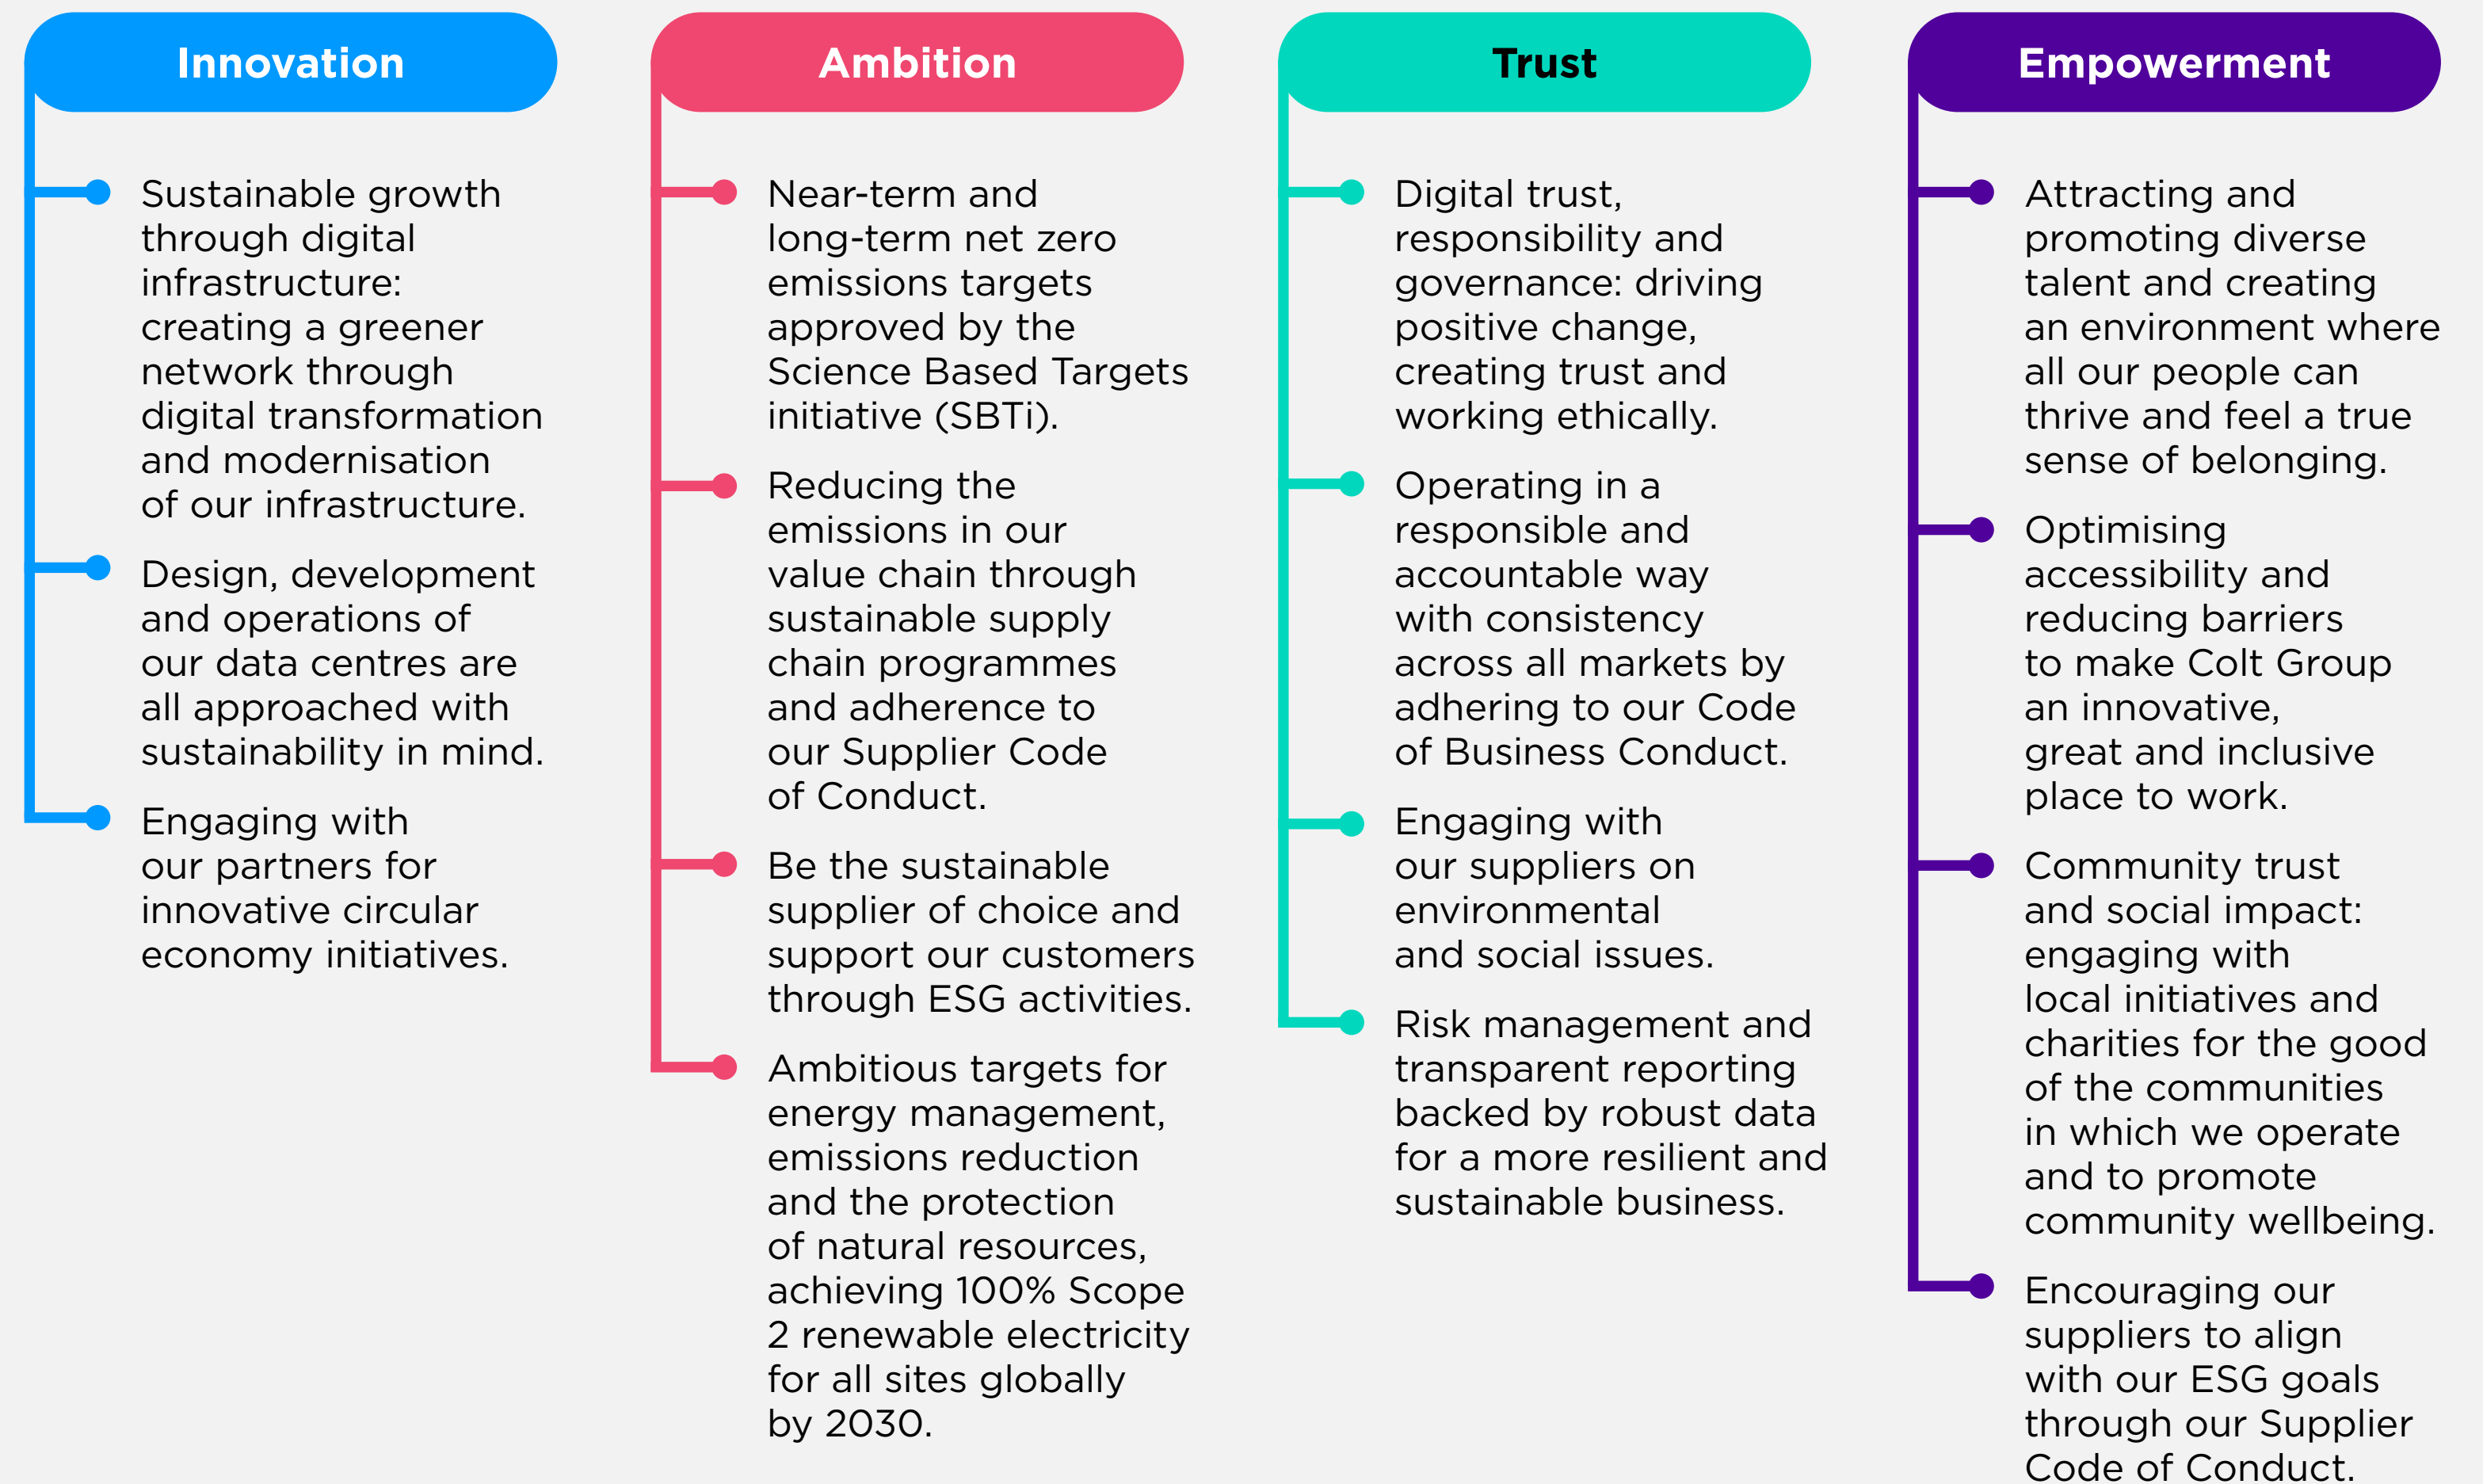 Innovation
Sustainable growth
through digital
infrastructure:
creating a greener
network through
digital transformation
and modernisation
of our infrastructure.
Design, development
and operations of
our data centres are
all approached with
sustainability in mind.
Engaging with
our partners for
innovative circular
economy initiatives.
Ambition
Near-term and
long-term net zero
emissions targets
approved by the
Science Based Targets
initiative (SBTi).
Reducing the
emissions in our
value chain through
sustainable supply
chain programmes
and adherence to
our Supplier Code
of Conduct.
Be the sustainable
supplier of choice and
support our customers
through ESG activities.
Ambitious targets for
energy management,
emissions reduction
and the protection
of natural resources,
achieving 100% Scope
2 renewable electricity
for all sites globally
by 2030.
Trust
Digital trust,
responsibility and
governance: driving
positive change,
creating trust and
working ethically.
Operating in a
responsible and
accountable way
with consistency
across all markets by
adhering to our Code
of Business Conduct.
Engaging with
our suppliers on
environmental
and social issues.
Risk management and
transparent reporting
backed by robust data
for a more resilient and
sustainable business.
Empowerment
Attracting and
promoting diverse
talent and creating
an environment where
all our people can
thrive and feel a true
sense of belonging.
Optimising
accessibility and
reducing barriers
to make Colt Group
an innovative,
great and inclusive
place to work.
Community trust
and social impact:
engaging with
local initiatives and
charities for the good
of the communities
in which we operate
and to promote
community wellbeing.
Encouraging our
suppliers to align
with our ESG goals
through our Supplier
Code of Conduct.